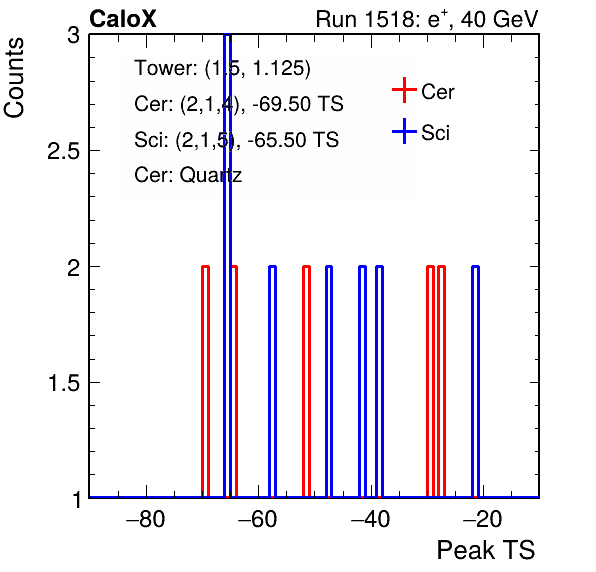 CaloX Run 1518: e⁺, 40 GeV
Counts
3
2.5
2
1.5
1
Tower: (1.5, 1.125)
Cer: (2,1,4), -69.50 TS
Sci: (2,1,5), -65.50 TS
Cer: Quartz
Cer
Sci
−80 −60 −40 −20
Peak TS